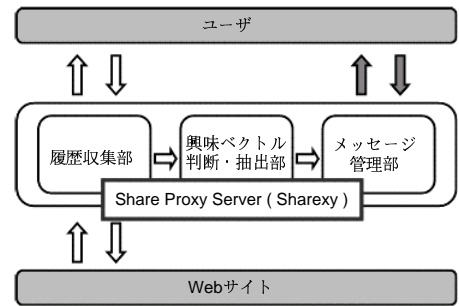 ユーザ
履歴収集部
興味ベクトル
判断・抽出部
メッセージ
管理部
Share Proxy Server ( Sharexy )
Webサイト